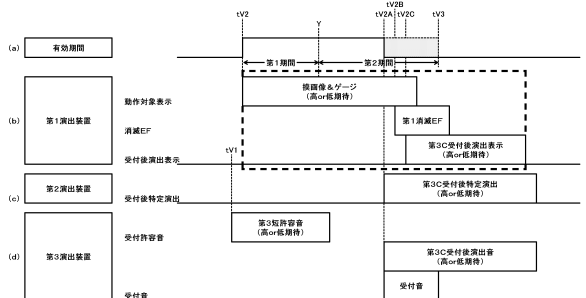 tV2
Y
tV2A
tV2B
tV2C
tV3
(a)
有効期間
第1期間
第2期間
(b)
第1演出装置
動作対象表示
換画像&ゲージ
(高or低期待)
消滅EF
第1消滅EF
受付後演出表示
第3C受付後演出表示
(高or低期待)
tV1
(c)
第2演出装置
受付後特定演出
第3C受付後特定演出
(高or低期待)
(d)
第3演出装置
受付許容音
第3短許容音
(高or低期待)
第3C受付後演出音
(高or低期待)
受付音
受付音